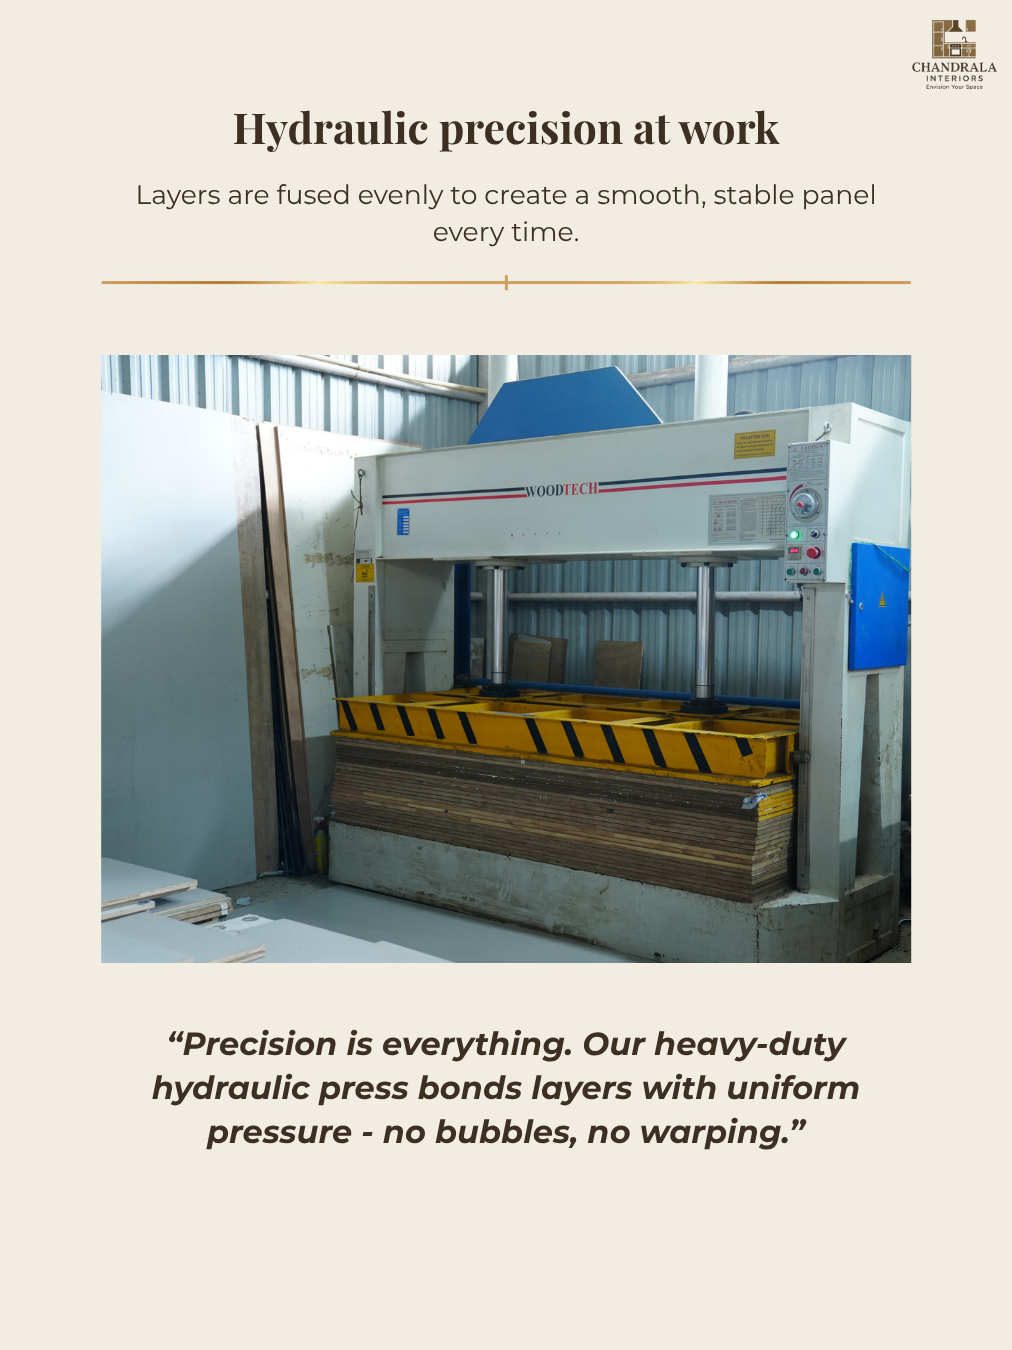 CHANDRALA
INTERIORS
Envision Your Space
Hydraulic precision at work
Layers are fused evenly to create a smooth, stable panel
every time.
WOODTECH
“Precision is everything. Our heavy-duty
hydraulic press bonds layers with uniform
pressure - no bubbles, no warping.”